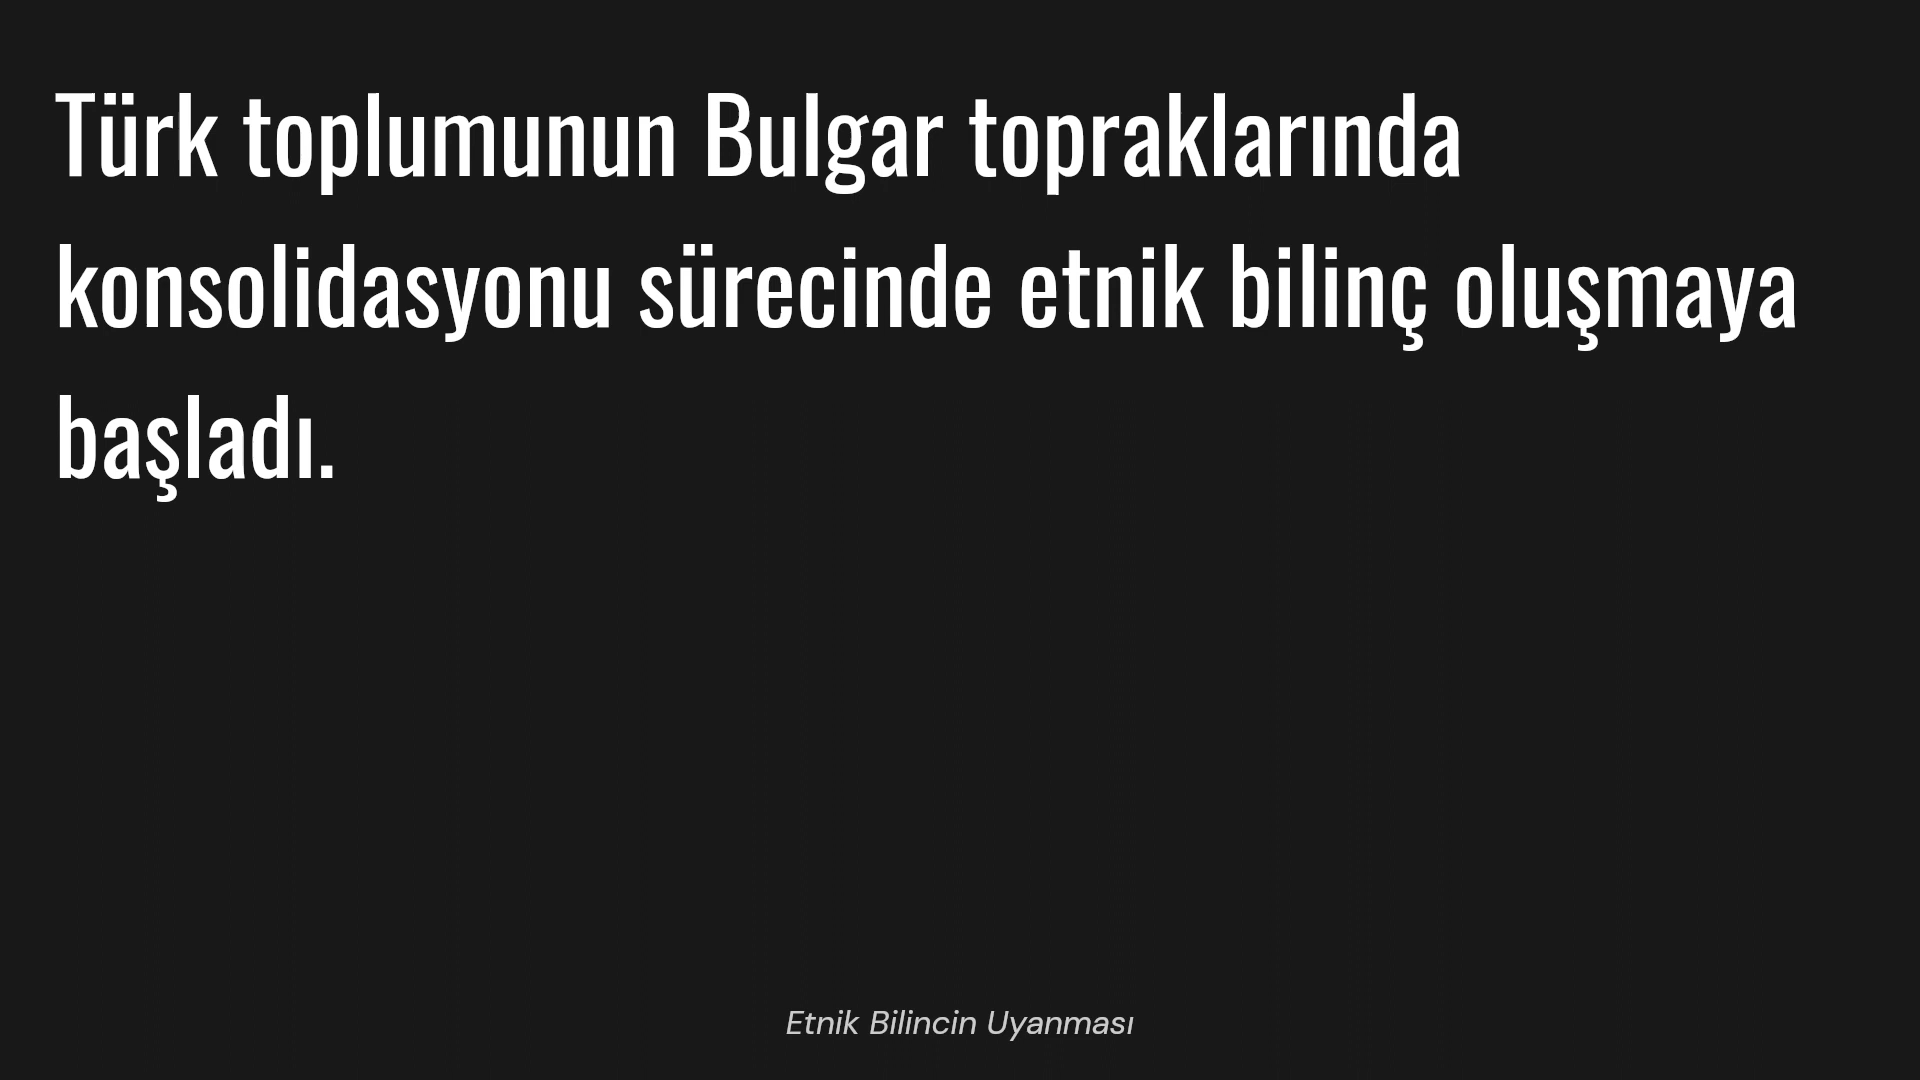 Türk toplumunun Bulgar topraklarında
konsolidasyonu sürecinde etnik bilinç oluşmaya
başladı.
Etnik Bilincin Uyanması